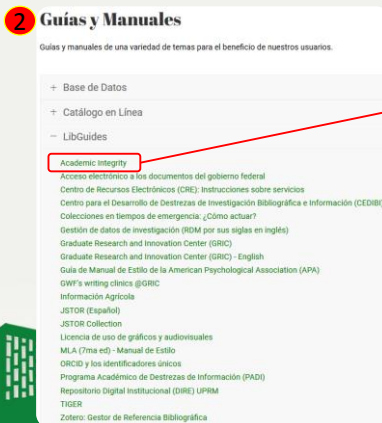 2
Guías y Manuales
Guías y manuales de una variedad de temas para el beneficio de nuestros usuarios.
+ Base de Datos
+ Catálogo en Línea
− LibGuides
Academic Integrity
Acceso electrónico a los documentos del gobierno federal
Centro de Recursos Electrónicos (CRE): Instrucciones sobre servicios
Centro para el Desarrollo de Destrezas de Investigación Bibliográfica e Información (CEDIBI)
Colecciones en tiempos de emergencia: ¿Cómo actuar?
Gestión de datos de investigación (RDM por sus siglas en inglés)
Graduate Research and Innovation Center (GRIC)
Graduate Research and Innovation Center (GRIC) - English
Guía de Manual de Estilo de la American Psychological Association (APA)
GWF's writing clinics @GRIC
Información Agrícola
JSTOR (Español)
JSTOR Collection
Licencia de uso de gráficos y audiovisuales
MLA (7ma ed) - Manual de Estilo
ORCID y los identificadores únicos
Programa Académico de Destrezas de Información (PADI)
Repositorio Digital Institucional (DIRE) UPRM
TIGER
Zotero: Gestor de Referencia Bibliográfica